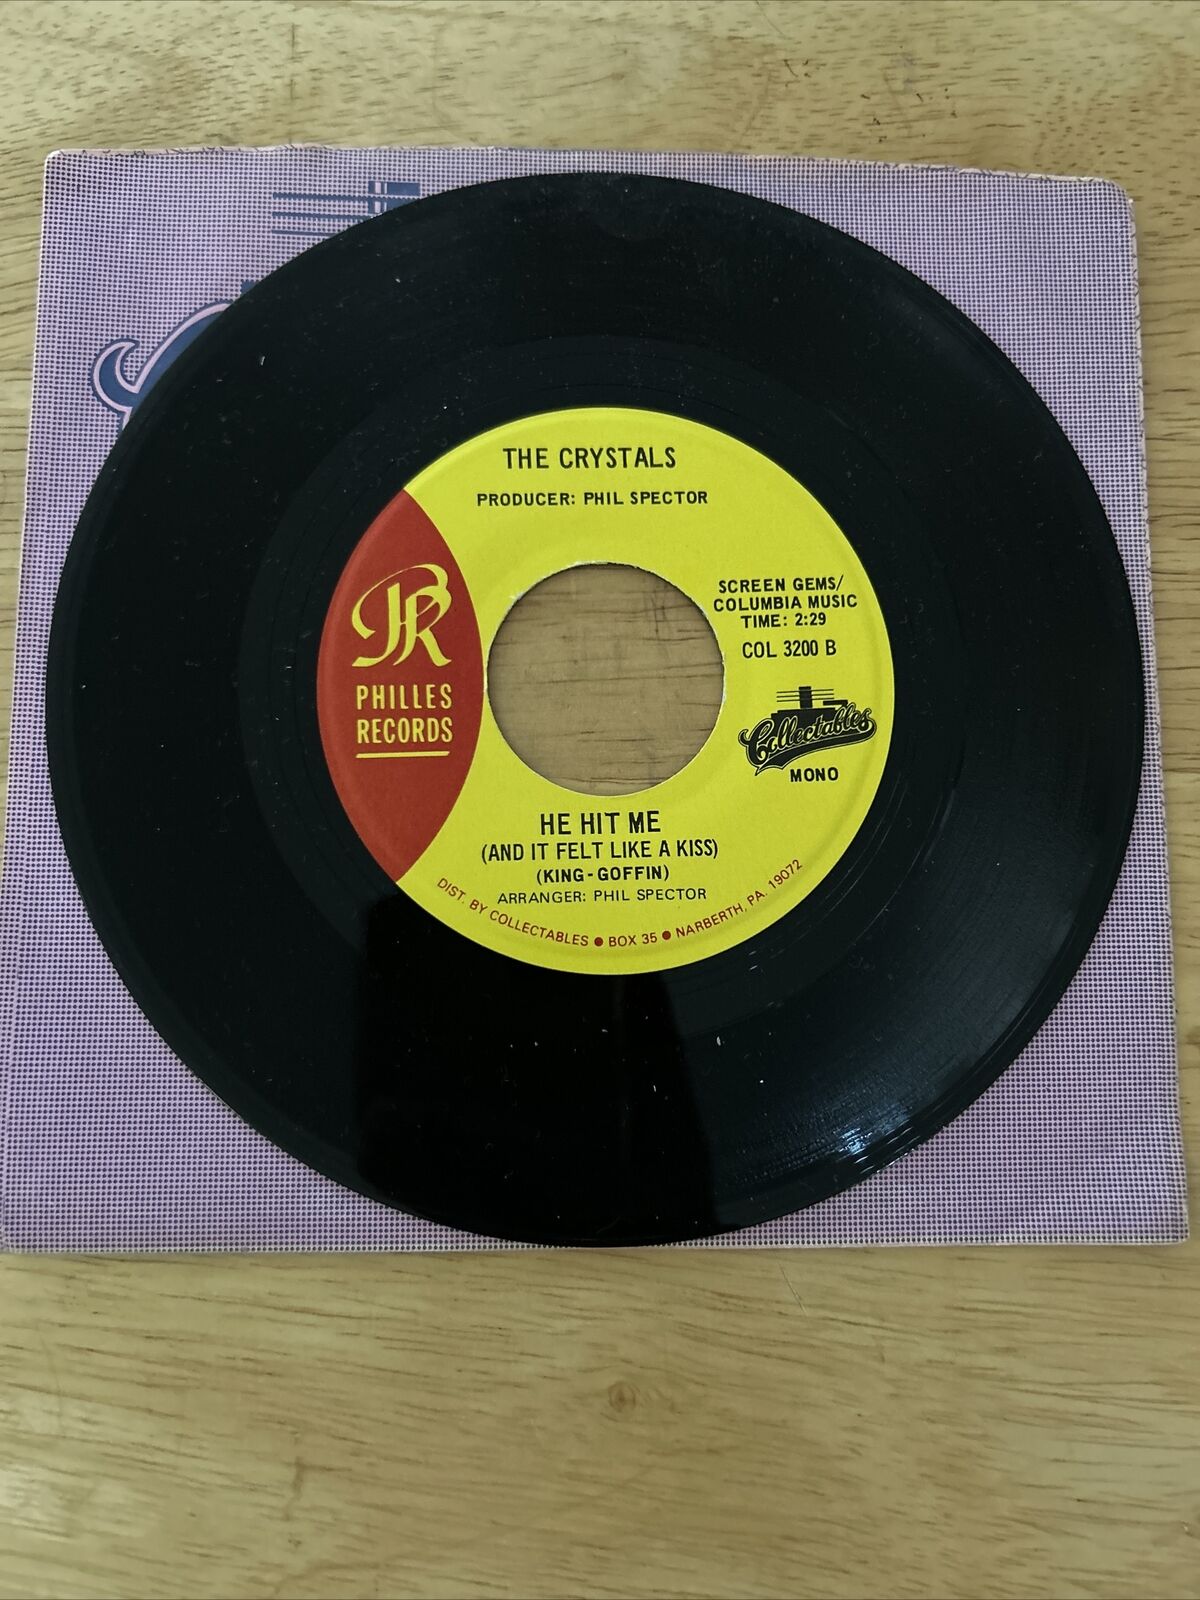 THE CRYSTALS
PRODUCER: PHIL SPECTOR
SCREEN GEMS/
COLUMBIA MUSIC
TIME: 2:29
COL 3200 B
PR
PHILLES
RECORDS
Collectables
MONO
HE HIT ME
(AND IT FELT LIKE A KISS)
(KING-GOFFIN)
ARRANGER: PHIL SPECTOR
DIST. BY COLLECTABLES ● BOX 35 ● NARBERTH, PA. 19072